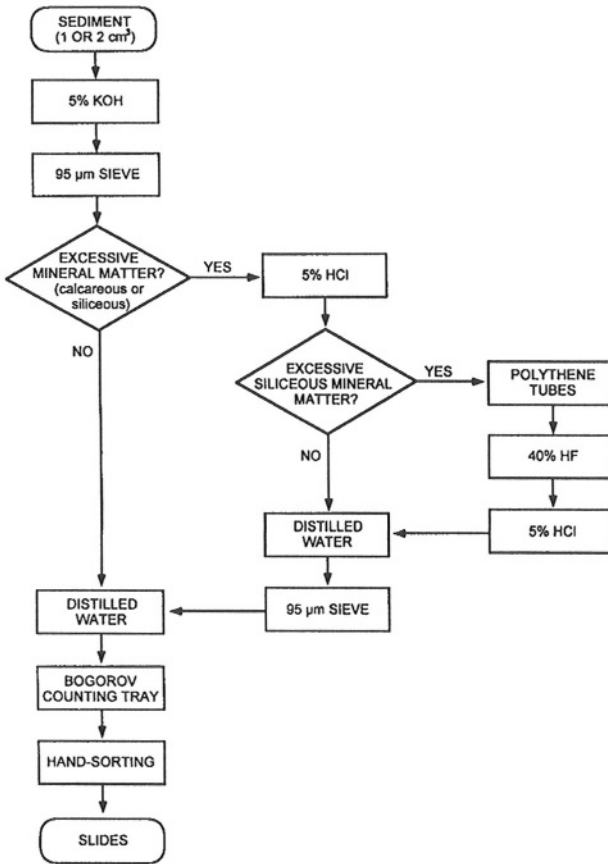 SEDIMENT
(1 OR 2 cm³)
5% KOH
95 µm SIEVE
EXCESSIVE
MINERAL MATTER?
(calcareous or
siliceous)
YES
5% HCl
NO
EXCESSIVE
SILICEOUS MINERAL
MATTER?
YES
POLYTHENE
TUBES
40% HF
5% HCl
NO
DISTILLED
WATER
95 µm SIEVE
DISTILLED
WATER
BOGOROV
COUNTING TRAY
HAND-SORTING
SLIDES